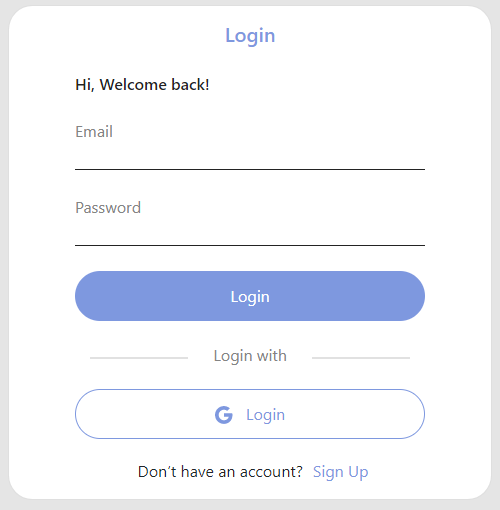 Login
Hi, Welcome back!
Email
Password
Login
Login with
Login
Don't have an account? Sign Up